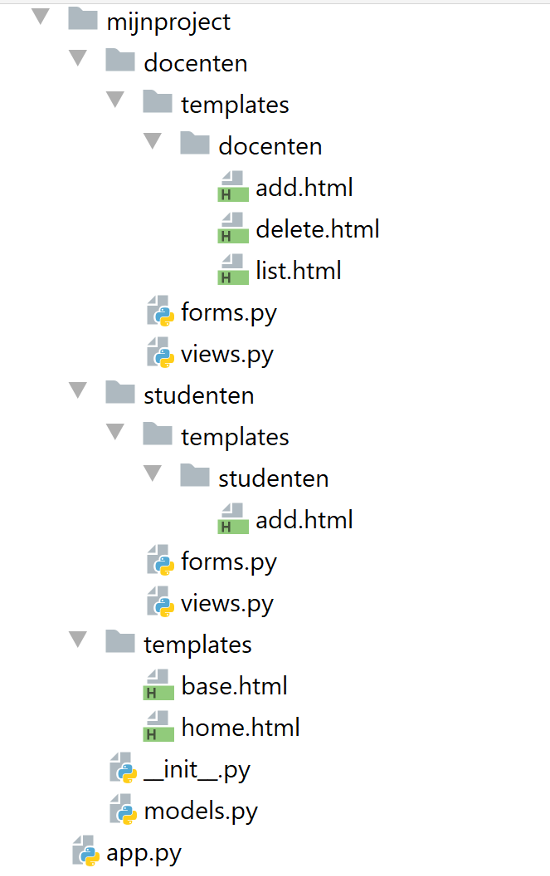 mijnproject
docenten
templates
docenten
H add.html
H delete.html
H list.html
forms.py
views.py
studenten
templates
studenten
H add.html
forms.py
views.py
templates
H base.html
H home.html
__init__.py
models.py
app.py